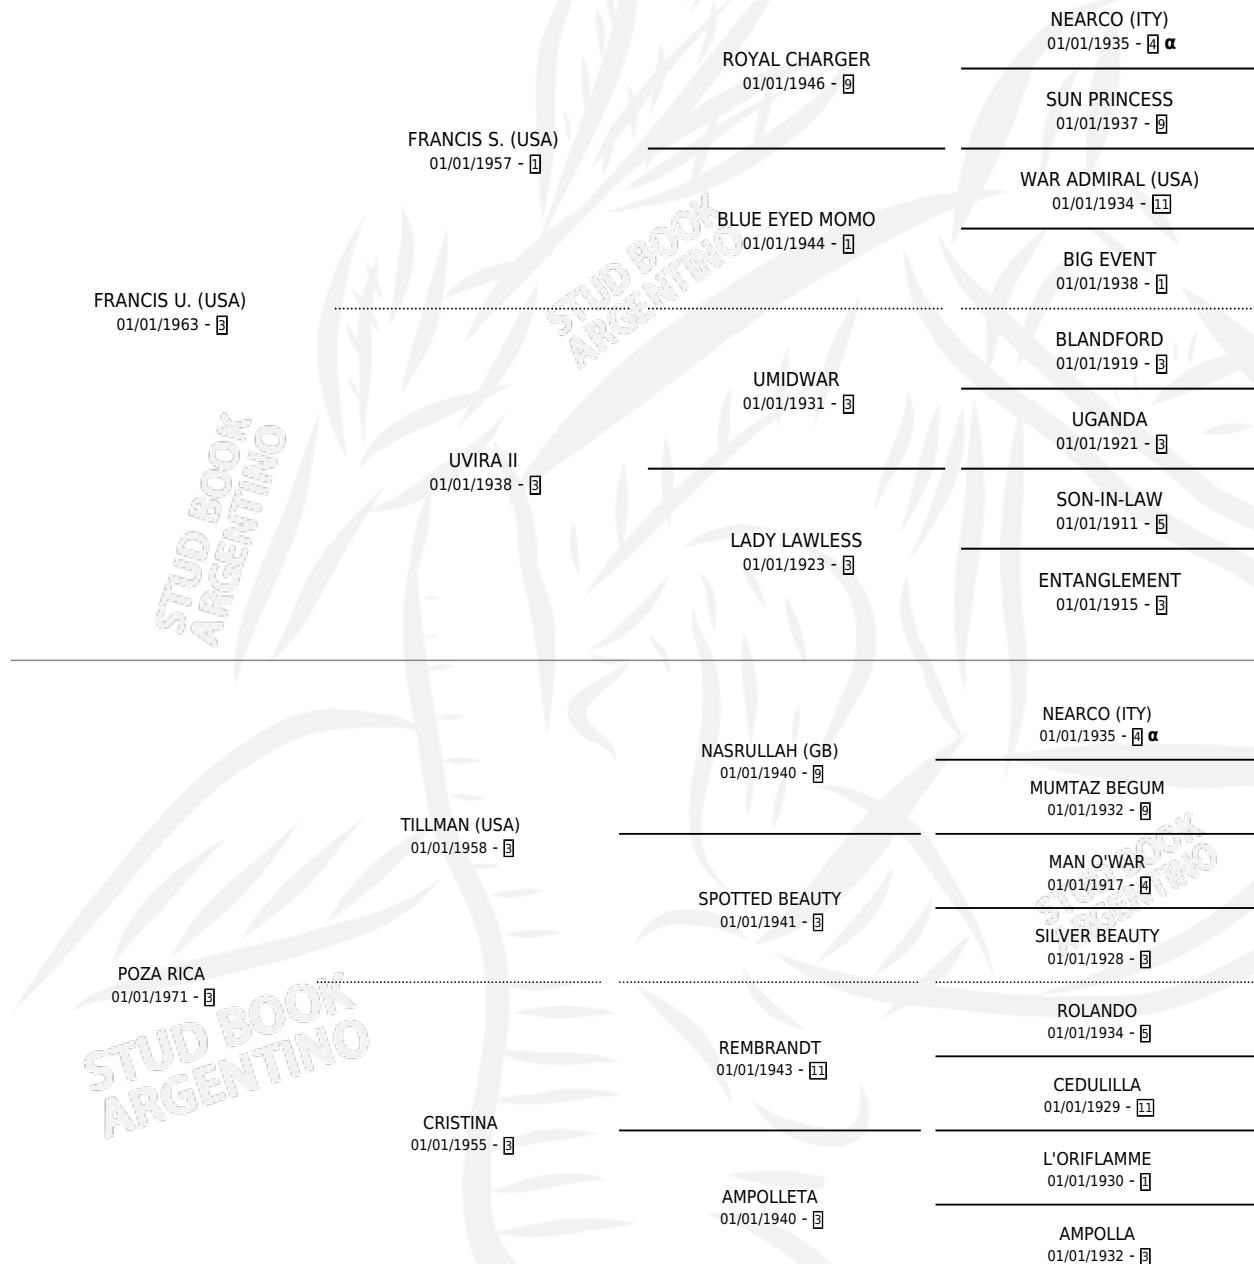 NEARCO (ITY)
01/01/1935 - 4 α
ROYAL CHARGER
01/01/1946 - 9
SUN PRINCESS
01/01/1937 - 9
FRANCIS S. (USA)
01/01/1957 - 1
WAR ADMIRAL (USA)
01/01/1934 - 11
BLUE EYED MOMO
01/01/1944 - 1
BIG EVENT
01/01/1938 - 1
FRANCIS U. (USA)
01/01/1963 - 3
BLANDFORD
01/01/1919 - 3
UMIDWAR
01/01/1931 - 3
UGANDA
01/01/1921 - 3
UVIRA II
01/01/1938 - 3
SON-IN-LAW
01/01/1911 - 5
LADY LAWLESS
01/01/1923 - 3
ENTANGLEMENT
01/01/1915 - 3
NEARCO (ITY)
01/01/1935 - 4 α
NASRULLAH (GB)
01/01/1940 - 9
MUMTAZ BEGUM
01/01/1932 - 9
TILLMAN (USA)
01/01/1958 - 3
MAN O'WAR
01/01/1917 - 4
SPOTTED BEAUTY
01/01/1941 - 3
SILVER BEAUTY
01/01/1928 - 3
POZA RICA
01/01/1971 - 3
ROLANDO
01/01/1934 - 5
REMBRANDT
01/01/1943 - 11
CEDULILLA
01/01/1929 - 11
CRISTINA
01/01/1955 - 3
L'ORIFLAMME
01/01/1930 - 1
AMPOLLETA
01/01/1940 - 3
AMPOLLA
01/01/1932 - 3
STUD BOOK
ARGENTINO
STUD BOOK
ARGENTINO
STUD BOOK
ARGENTINO
STUD BOOK
ARGENTINO